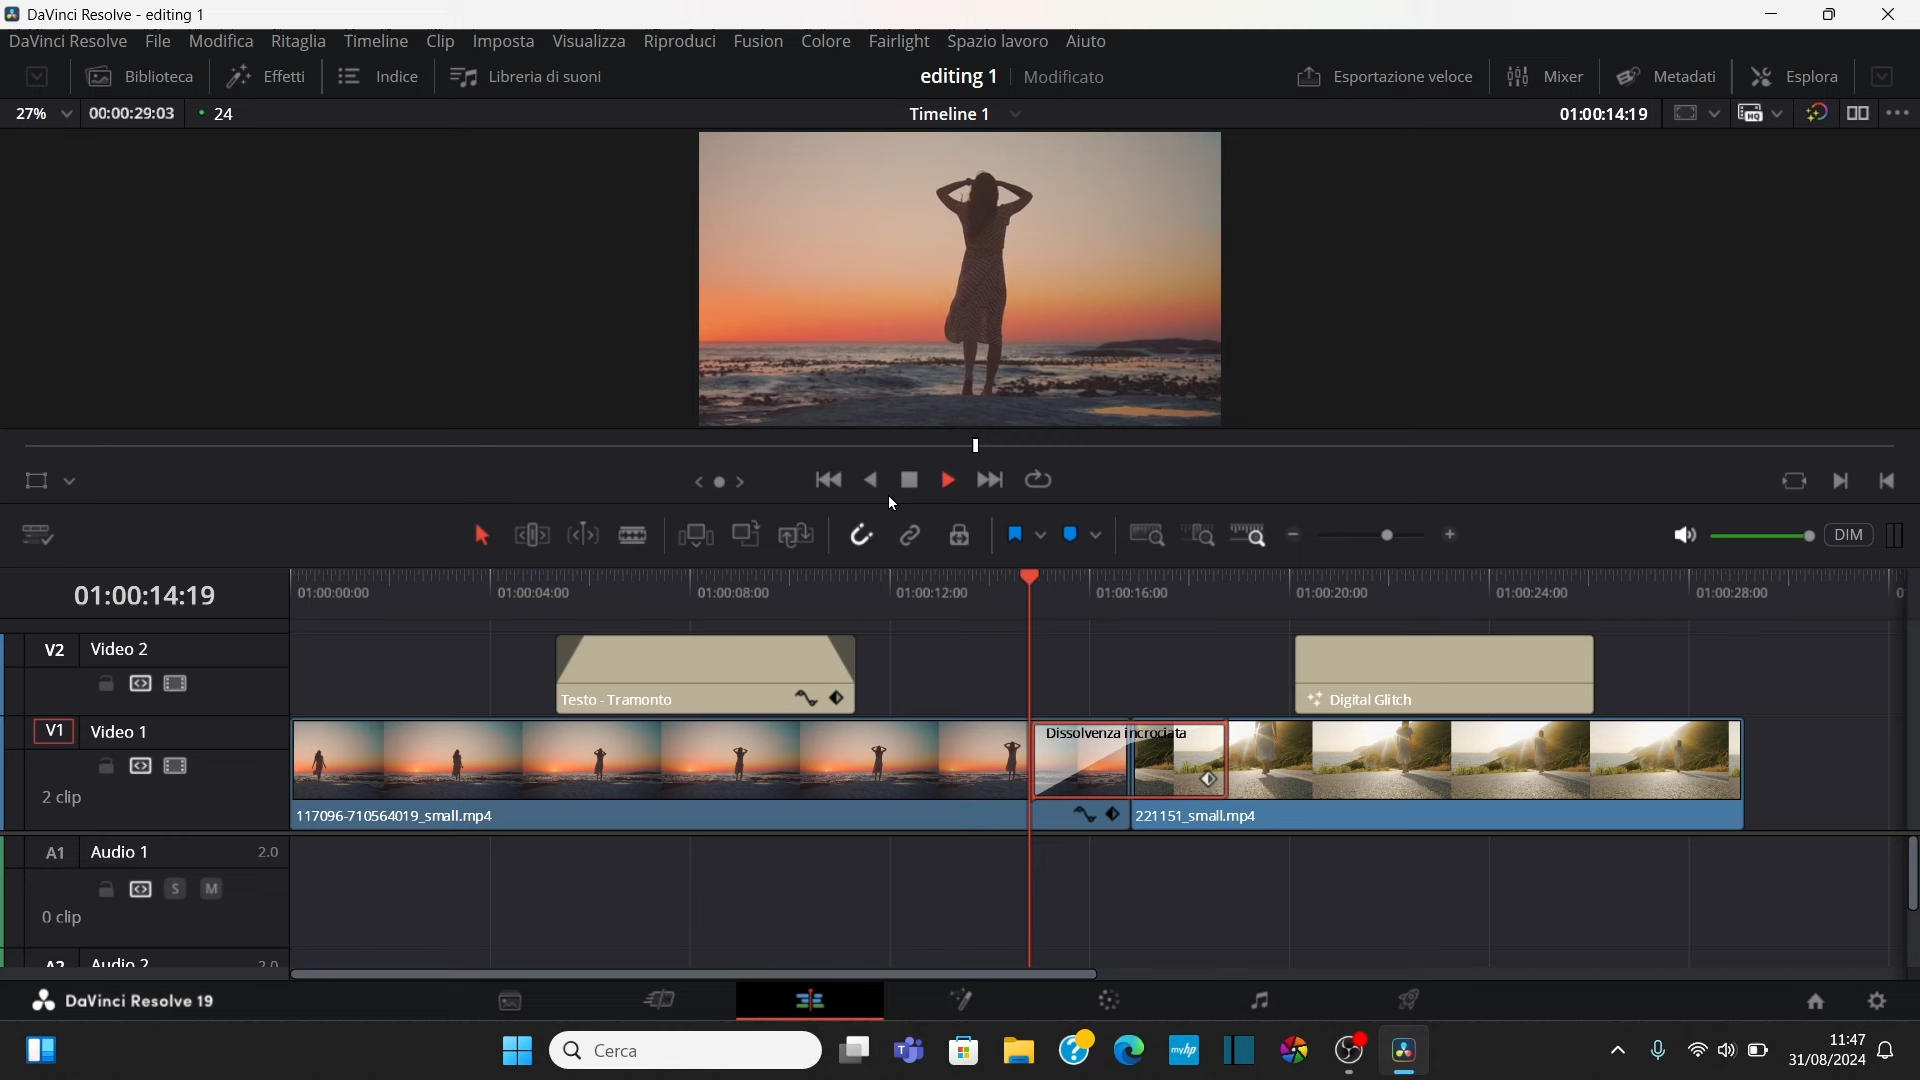 DaVinci Resolve - editing 1
DaVinci Resolve File Modifica Ritaglia Timeline Clip Imposta Visualizza Riproduci Fusion Colore Fairlight Spazio lavoro Aiuto
Biblioteca Effetti Indice Libreria di suoni editing 1 Modificato Esportazione veloce Mixer Metadati Esplora
27% 00:00:29:03 24 Timeline 1 01:00:14:19 HQ
DIM
01:00:14:19 01:00:00:00 01:00:04:00 01:00:08:00 01:00:12:00 01:00:16:00 01:00:20:00 01:00:24:00 01:00:28:00 0
V2 Video 2
Testo - Tramonto Digital Glitch
V1 Video 1 Dissolvenza incrociata
2 clip
117096-710564019_small.mp4 221151_small.mp4
A1 Audio 1 2.0
S M
0 clip
A2 Audio 2 2.0
DaVinci Resolve 19
Cerca myhp 11:47
31/08/2024